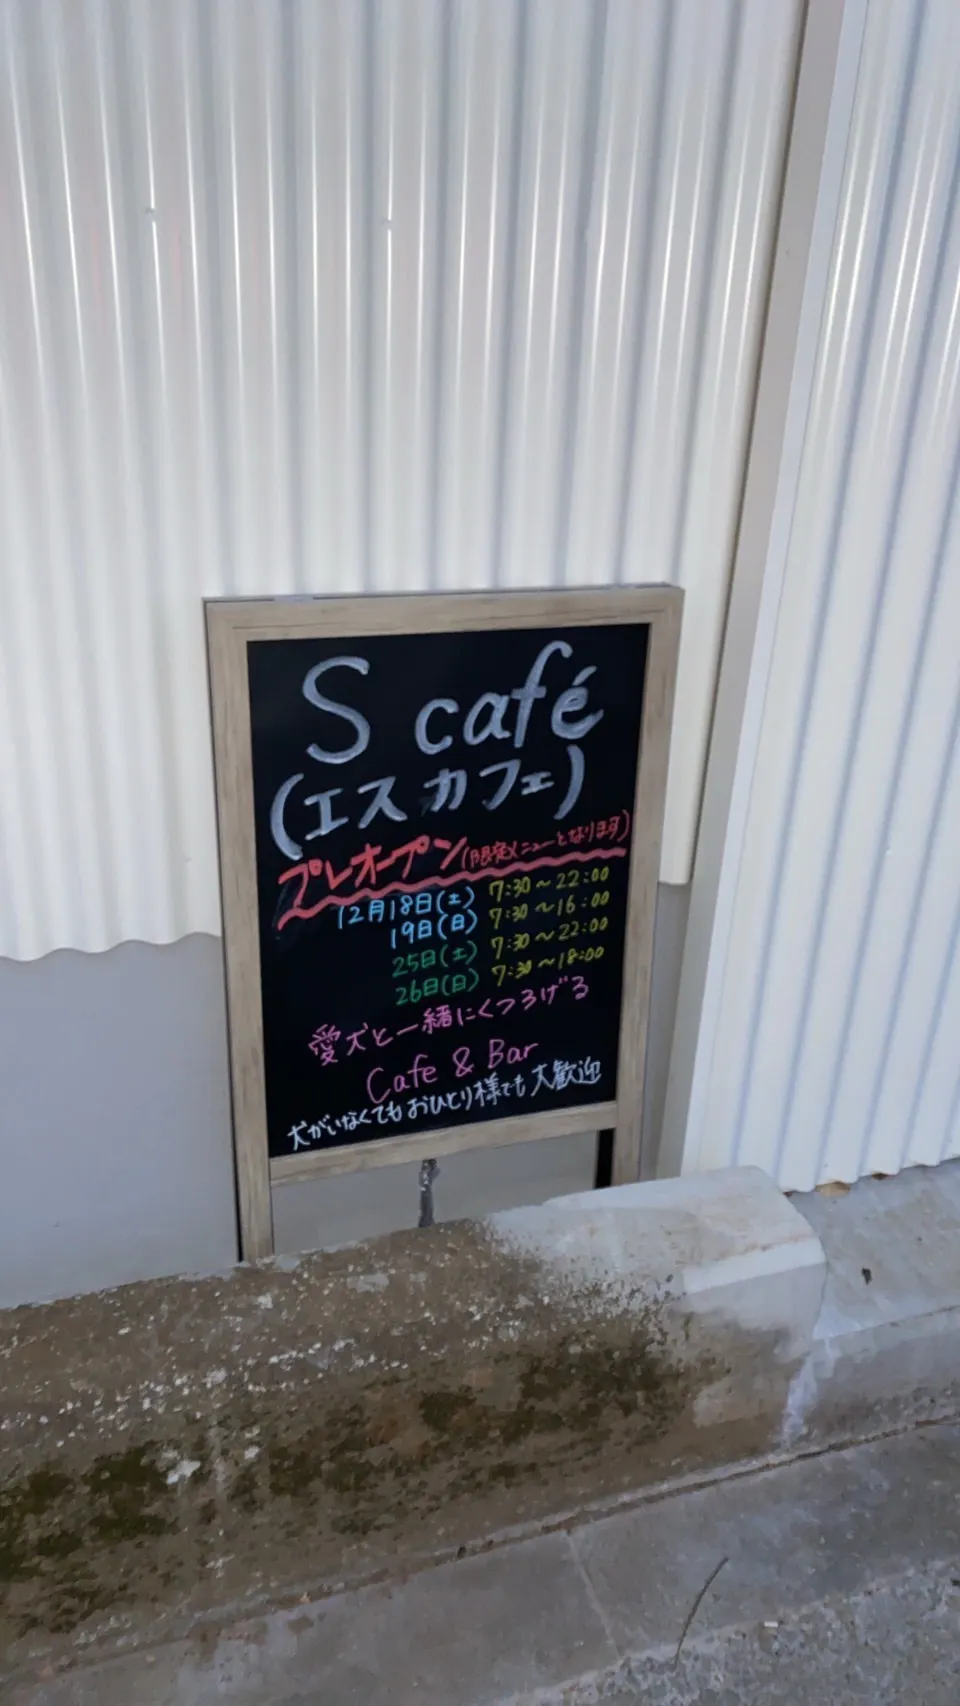 S café
(エスカフェ)
プレオープン(限定メニューとなります)
12月18日(土) 7:30～22:00
19日(日) 7:30～16:00
25日(土) 7:30～22:00
26日(日) 7:30～18:00
愛犬と一緒にくつろげる
Cafe & Bar
犬がいなくてもおひとり様でも大歓迎